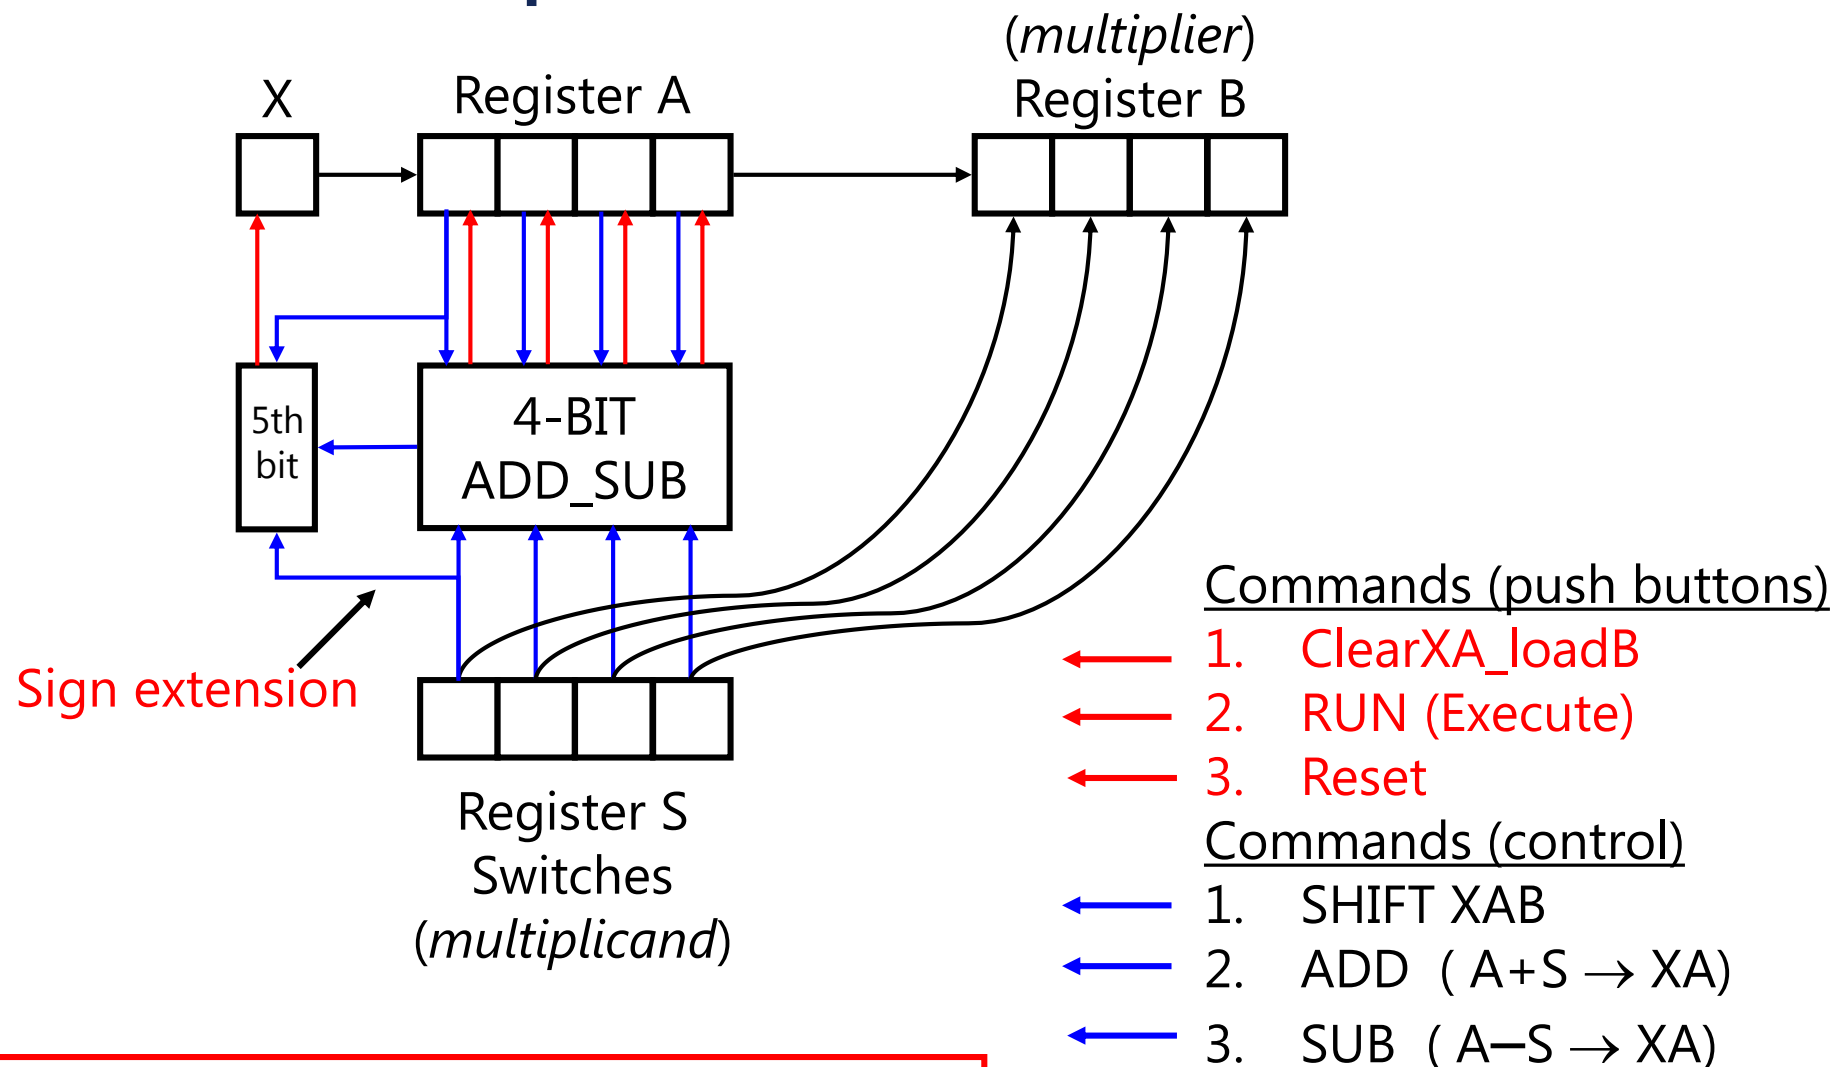 (multiplier)
X
Register A
Register B
5th
bit
4-BIT
ADD_SUB
Sign extension
Register S
Switches
(multiplicand)
Commands (push buttons)
1. ClearXA_loadB
2. RUN (Execute)
3. Reset
Commands (control)
1. SHIFT XAB
2. ADD ( A+S → XA)
3. SUB ( A–S → XA)